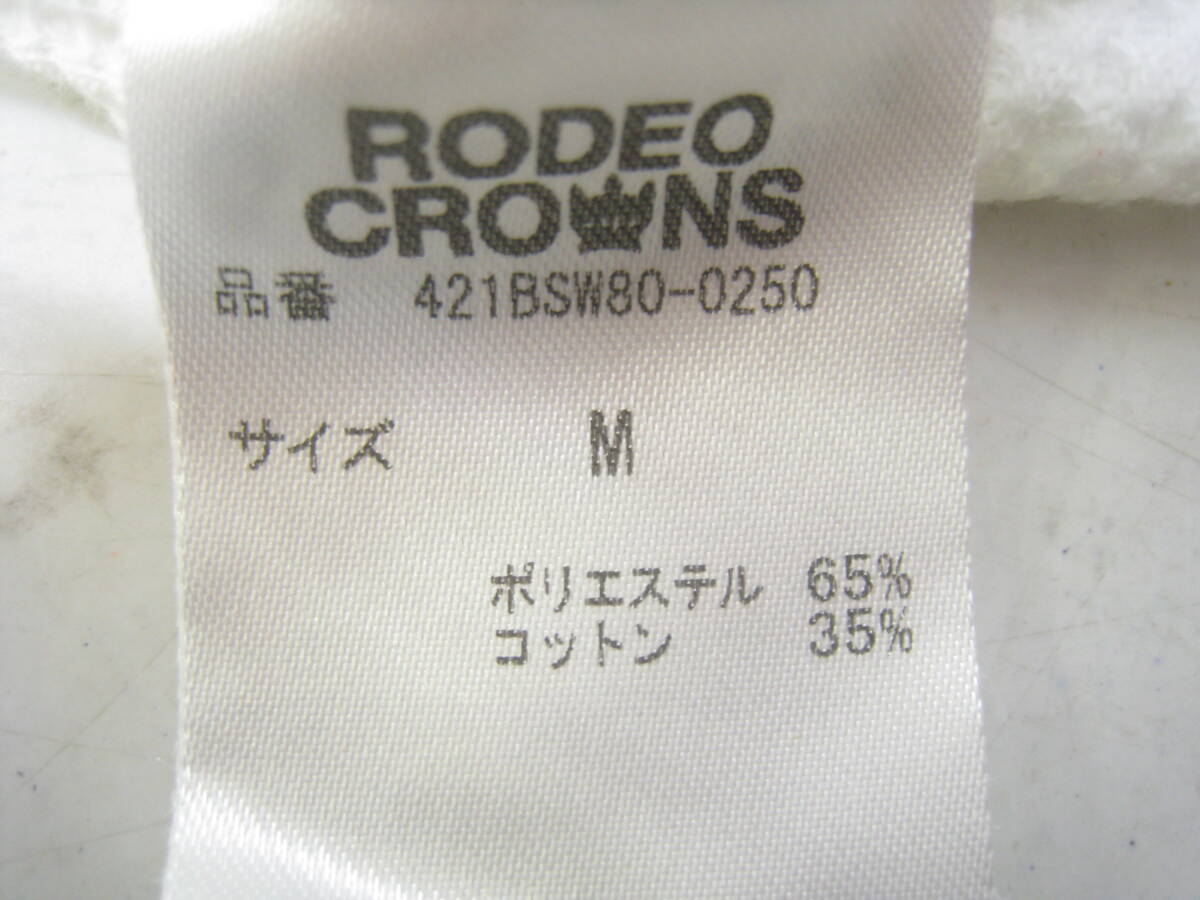 RODEO
CROWNS
品番 421BSW80-0250
サイズ M
ポリエステル 65%
コットン 35%